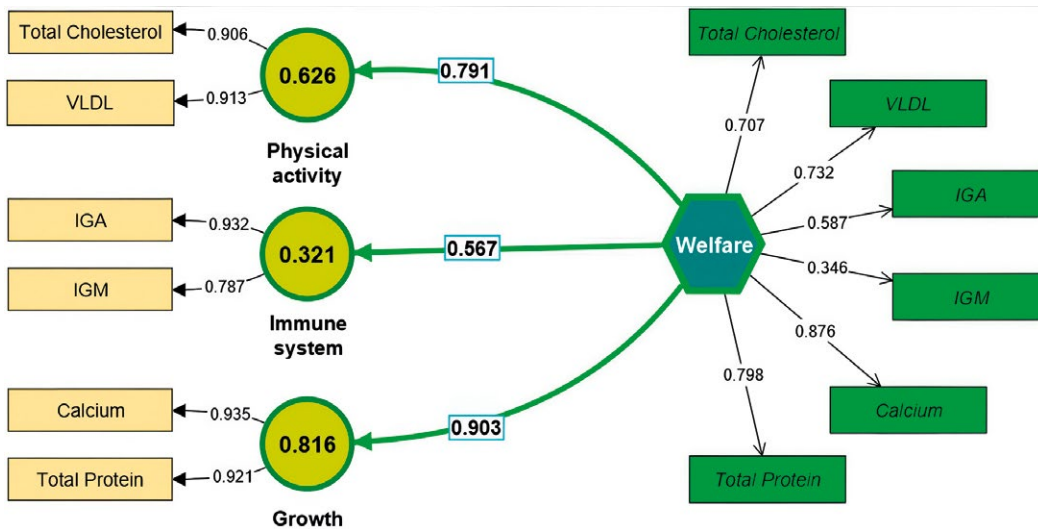 Total Cholesterol
0.906
VLDL
0.913
0.626
Physical
activity
0.791
IGA
0.932
IGM
0.787
0.321
Immune
system
0.567
Calcium
0.935
Total Protein
0.921
0.816
Growth
0.903
Welfare
Total Cholesterol
0.707
VLDL
0.732
IGA
0.587
IGM
0.346
Calcium
0.876
Total Protein
0.798